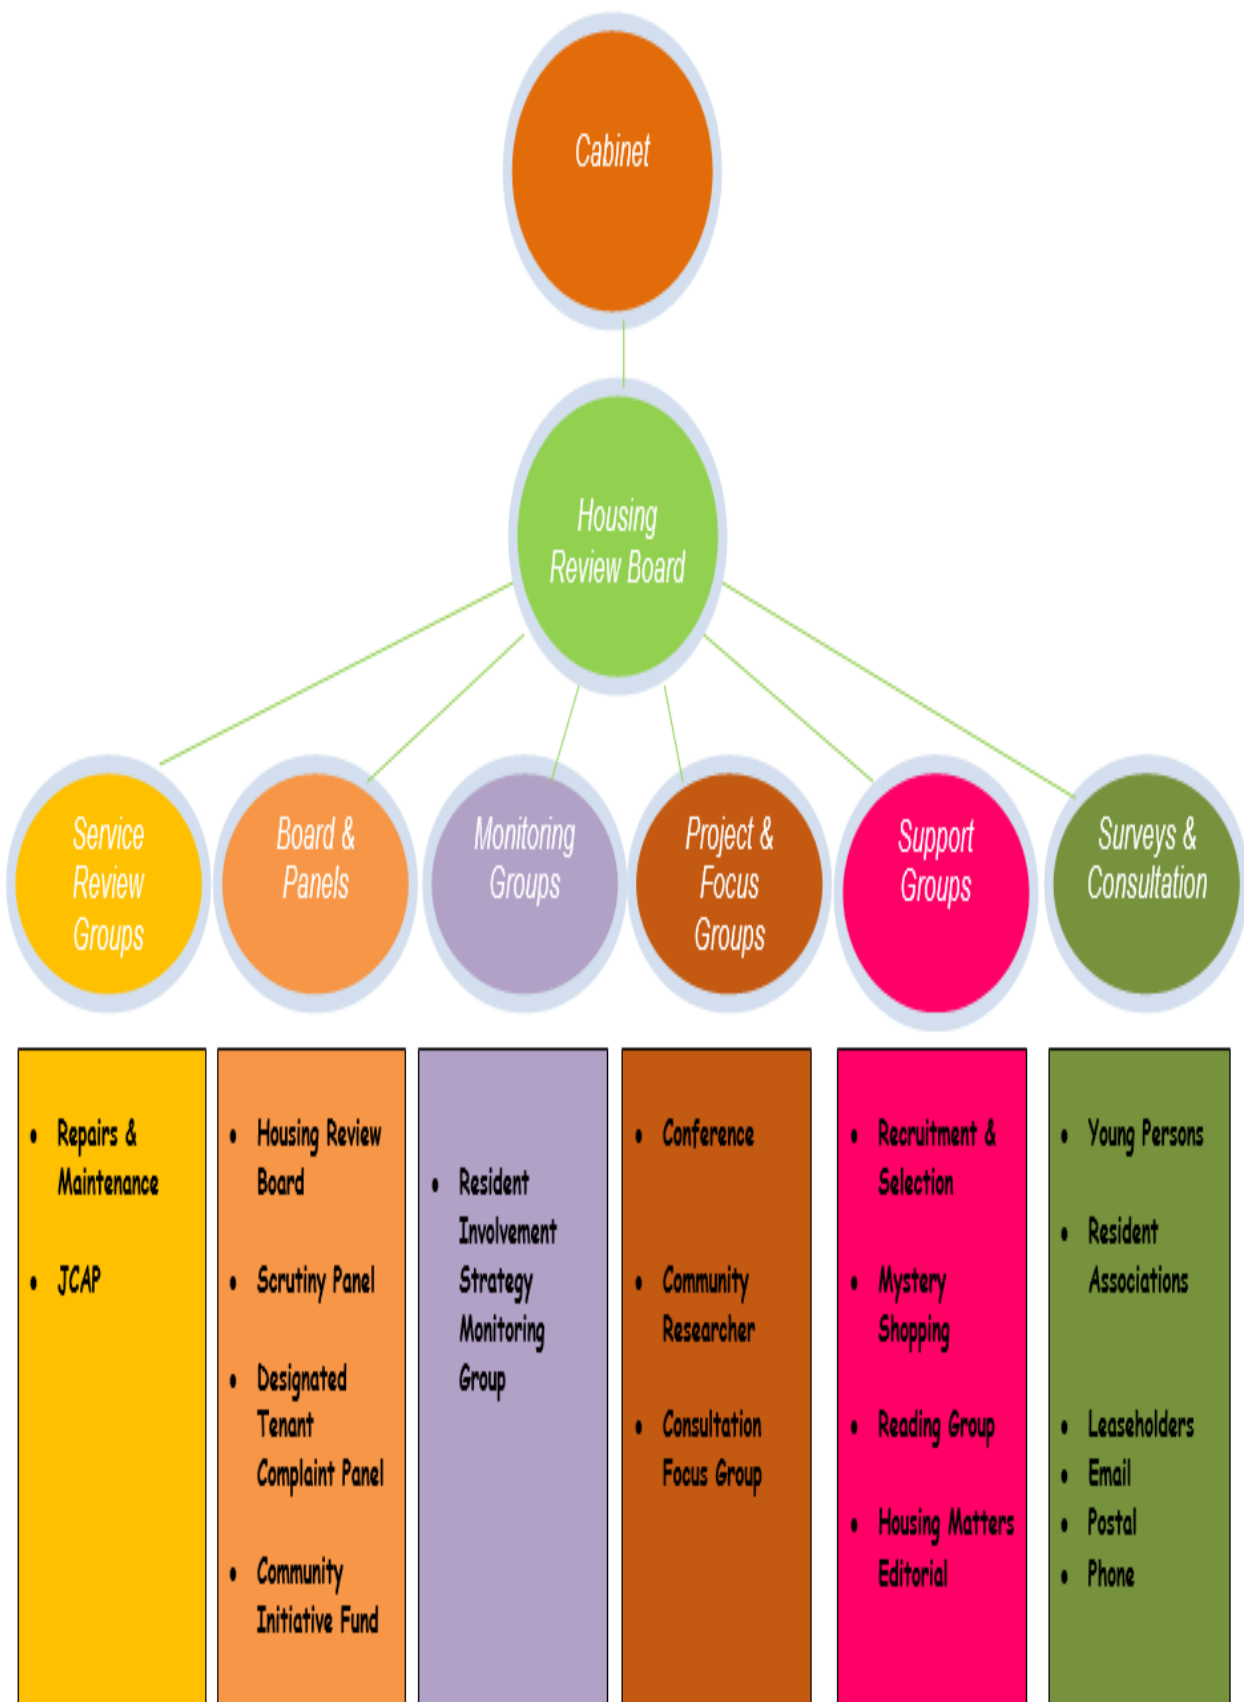 Cabinet
Housing
Review Board
Service
Review
Groups
Board &
Panels
Monitoring
Groups
Project &
Focus
Groups
Support
Groups
Surveys &
Consultation
• Repairs &
Maintenance
• JCAP
• Housing Review
Board
• Scrutiny Panel
• Designated
Tenant
Complaint Panel
• Community
Initiative Fund
• Resident
Involvement
Strategy
Monitoring
Group
• Conference
• Community
Researcher
• Consultation
Focus Group
• Recruitment &
Selection
• Mystery
Shopping
• Reading Group
• Housing Matters
Editorial
• Young Persons
• Resident
Associations
• Leaseholders
• Email
• Postal
• Phone